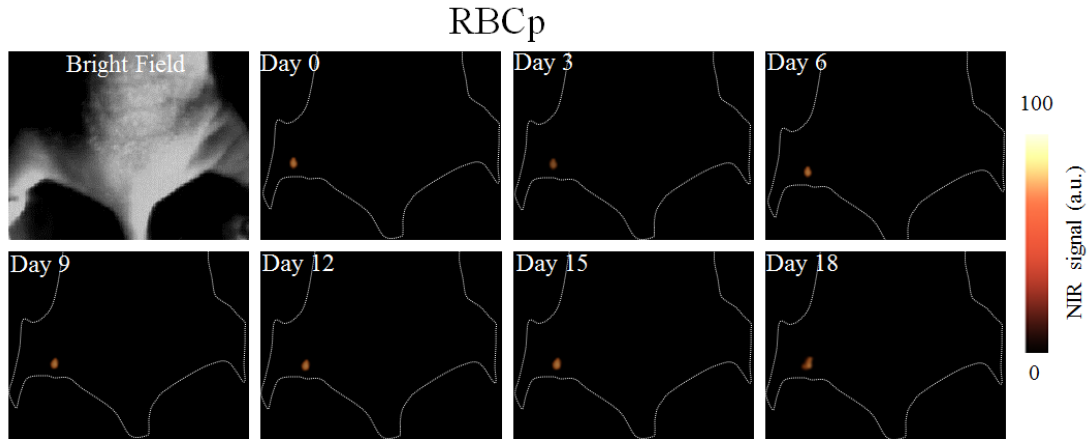 RBCp
Bright Field
Day 0
Day 3
Day 6
Day 9
Day 12
Day 15
Day 18
100
NIR signal (a.u.)
0